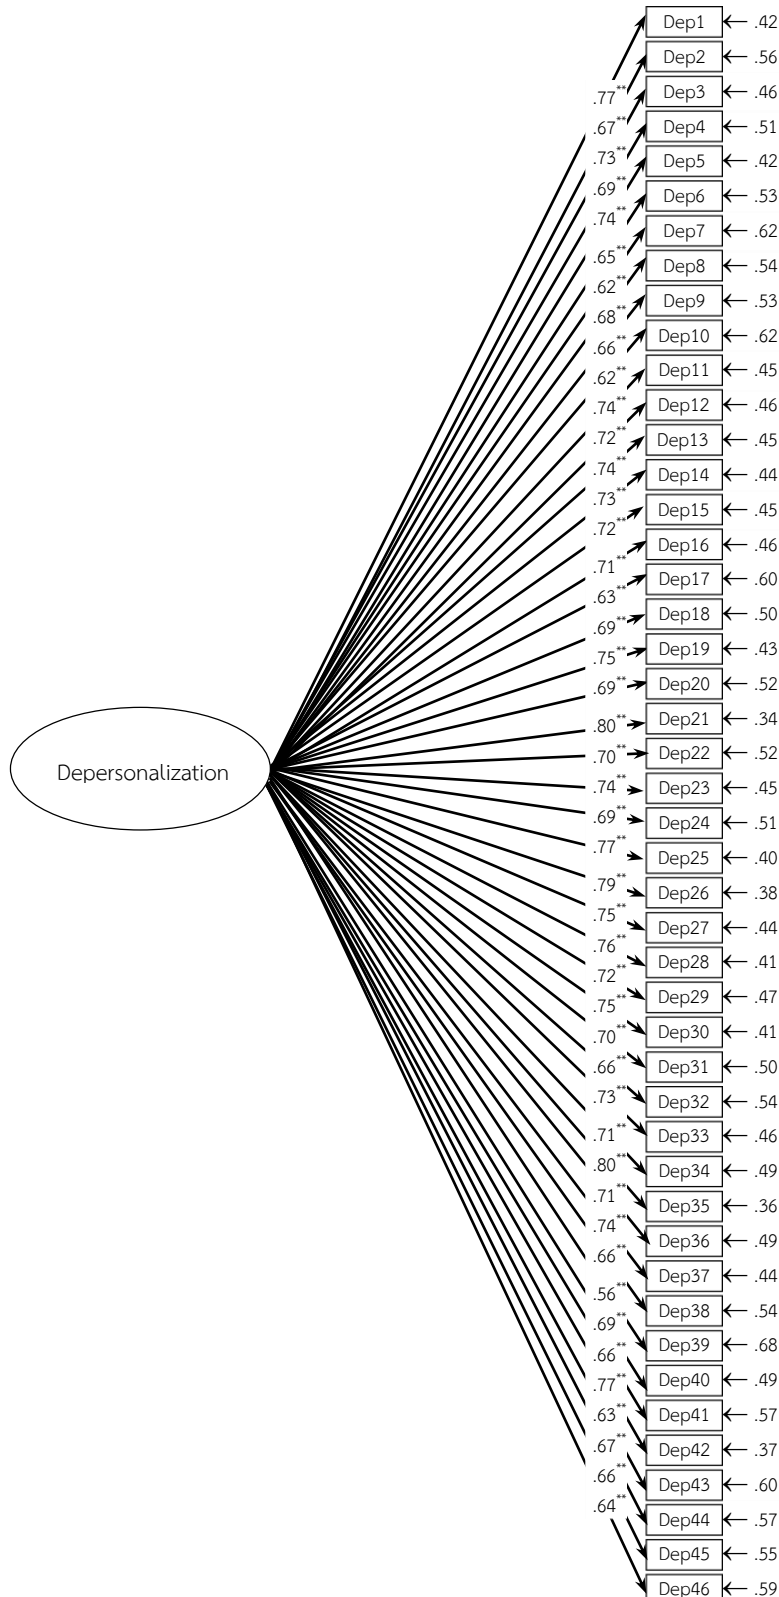 Depersonalization
.77**
.67**
.73**
.69**
.74**
.65**
.62**
.68**
.66**
.62**
.74**
.72**
.74**
.73**
.72**
.71**
.63**
.69**
.75**
.69**
.80**
.70**
.74**
.69**
.77**
.79**
.75**
.76**
.72**
.75**
.70**
.66**
.73**
.71**
.80**
.71**
.74**
.66**
.56**
.69**
.66**
.77**
.63**
.67**
.66**
.64**
Dep1 .42
Dep2 .56
Dep3 .46
Dep4 .51
Dep5 .42
Dep6 .53
Dep7 .62
Dep8 .54
Dep9 .53
Dep10 .62
Dep11 .45
Dep12 .46
Dep13 .45
Dep14 .44
Dep15 .45
Dep16 .46
Dep17 .60
Dep18 .50
Dep19 .43
Dep20 .52
Dep21 .34
Dep22 .52
Dep23 .45
Dep24 .51
Dep25 .40
Dep26 .38
Dep27 .44
Dep28 .41
Dep29 .47
Dep30 .41
Dep31 .50
Dep32 .54
Dep33 .46
Dep34 .49
Dep35 .36
Dep36 .49
Dep37 .44
Dep38 .54
Dep39 .68
Dep40 .49
Dep41 .57
Dep42 .37
Dep43 .60
Dep44 .57
Dep45 .55
Dep46 .59